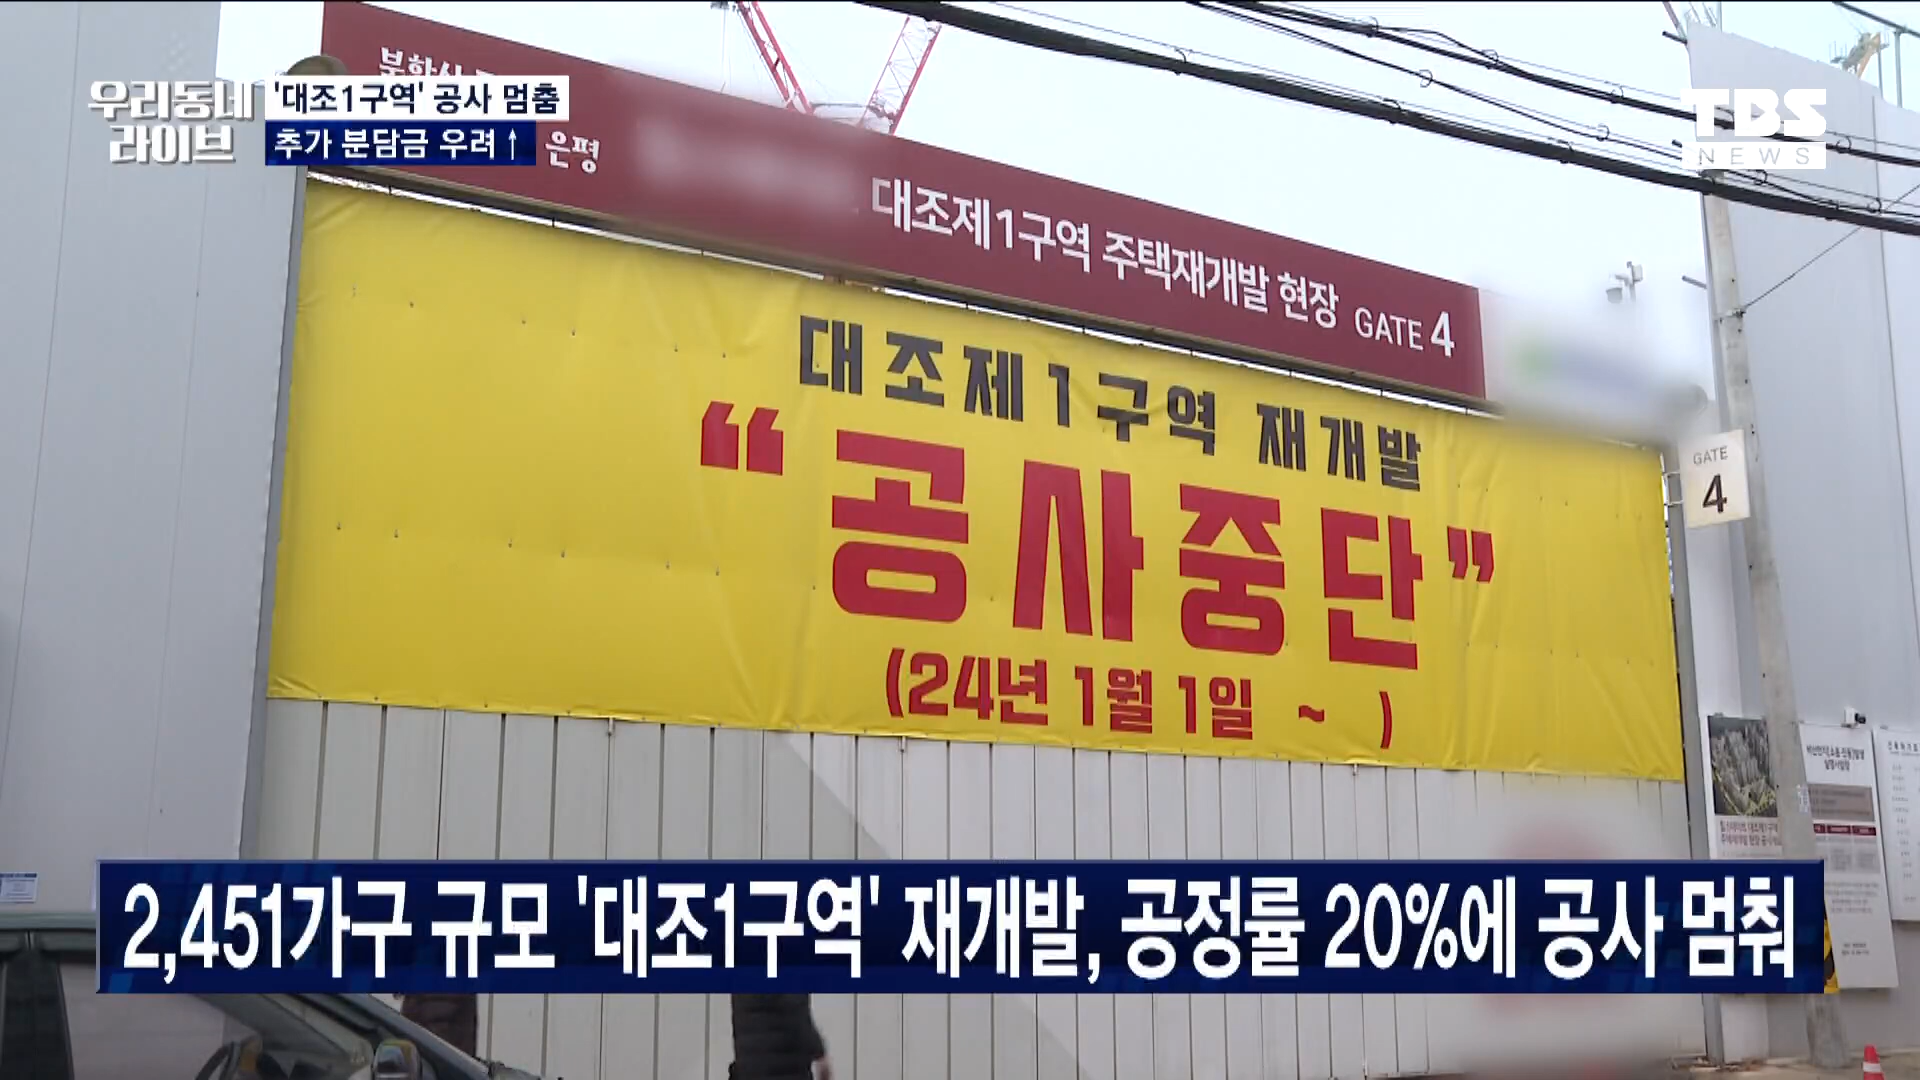 우리동네
라이브
'대조1구역' 공사 멈춤
추가 분담금 우려↑
TBS
NEWS
은평
대조제1구역 주택재개발 현장 GATE 4
대조제1구역 재개발
“공사중단”
(24년 1월 1일 ~ )
GATE
4
2,451가구 규모 '대조1구역' 재개발, 공정률 20%에 공사 멈춰